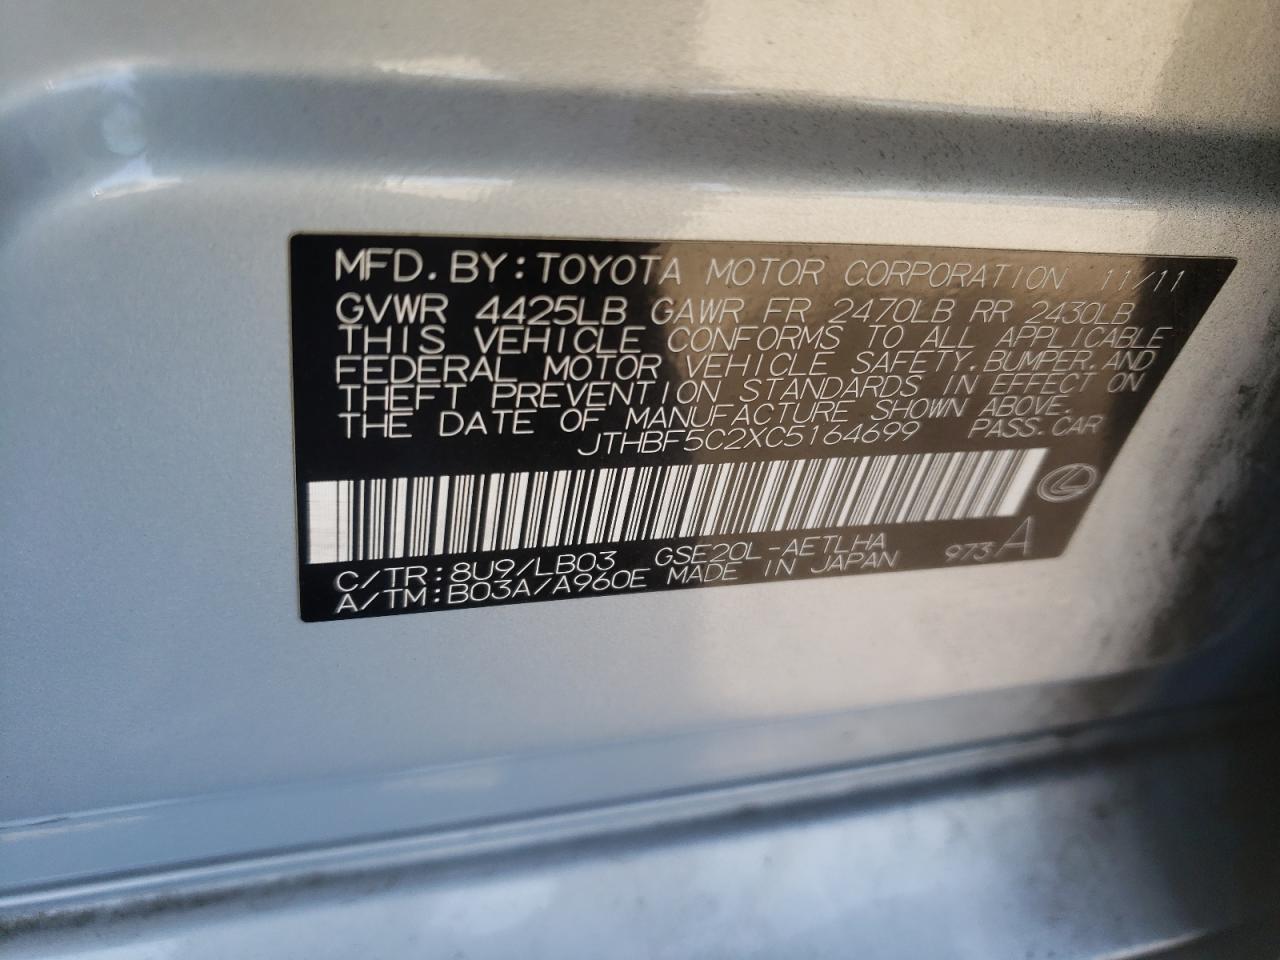 MFD. BY: TOYOTA MOTOR CORPORATION 11/11
GVWR 4425LB GAWR FR 2470LB RR 2430LB
THIS VEHICLE CONFORMS TO ALL APPLICABLE
FEDERAL MOTOR VEHICLE SAFETY, BUMPER, AND
THEFT PREVENTION STANDARDS IN EFFECT ON
THE DATE OF MANUFACTURE SHOWN ABOVE.
JTHBF5C2XC5164699 PASS. CAR
C/TR: 8U9/LB03 GSE20L-AETLHA 973A
A/TM: B03A/A960E MADE IN JAPAN